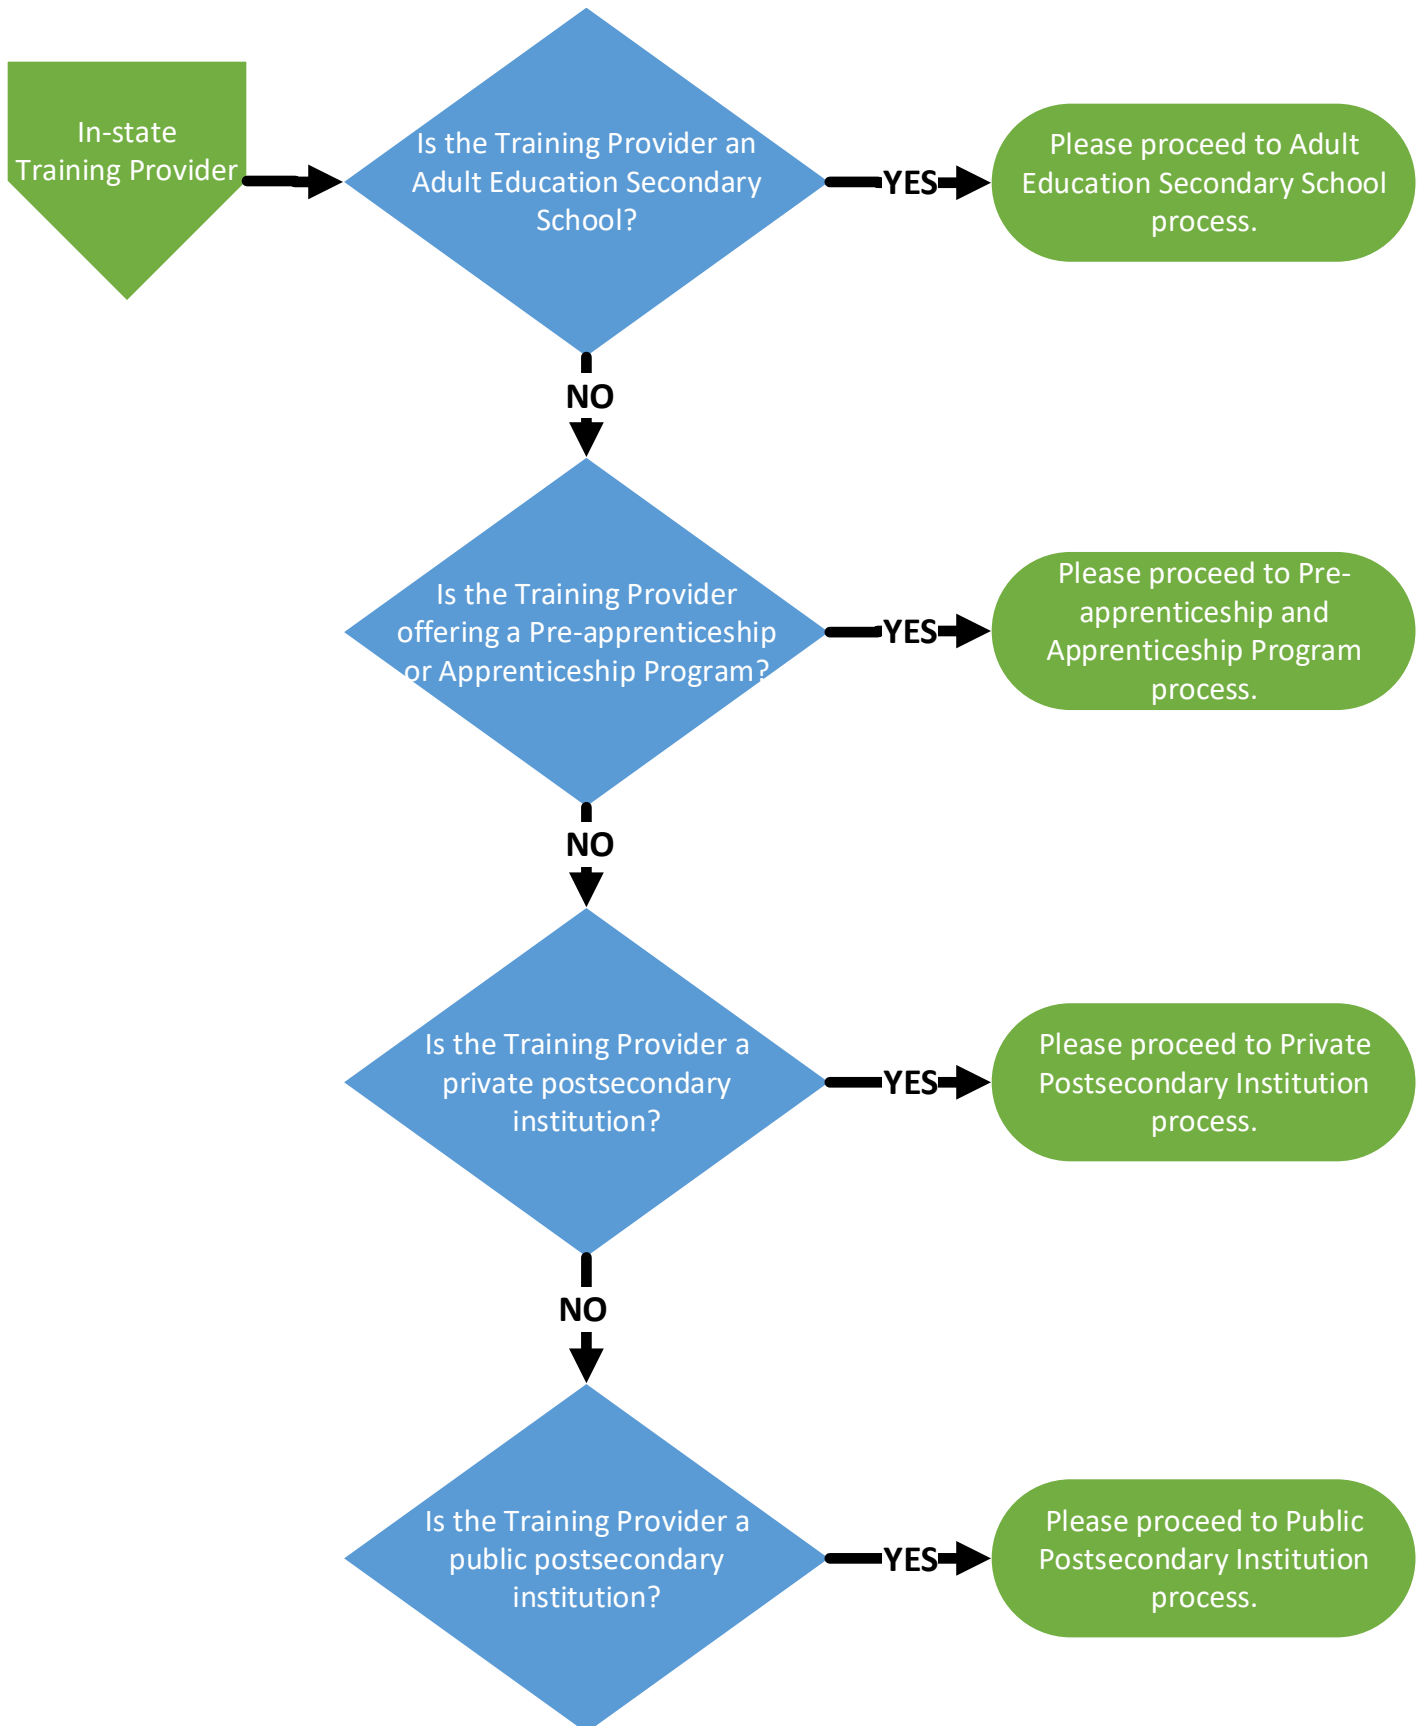 In-state
Training Provider
Is the Training Provider an
Adult Education Secondary
School?
YES
Please proceed to Adult
Education Secondary School
process.
NO
Is the Training Provider
offering a Pre-apprenticeship
or Apprenticeship Program?
YES
Please proceed to Pre-
apprenticeship and
Apprenticeship Program
process.
NO
Is the Training Provider a
private postsecondary
institution?
YES
Please proceed to Private
Postsecondary Institution
process.
NO
Is the Training Provider a
public postsecondary
institution?
YES
Please proceed to Public
Postsecondary Institution
process.